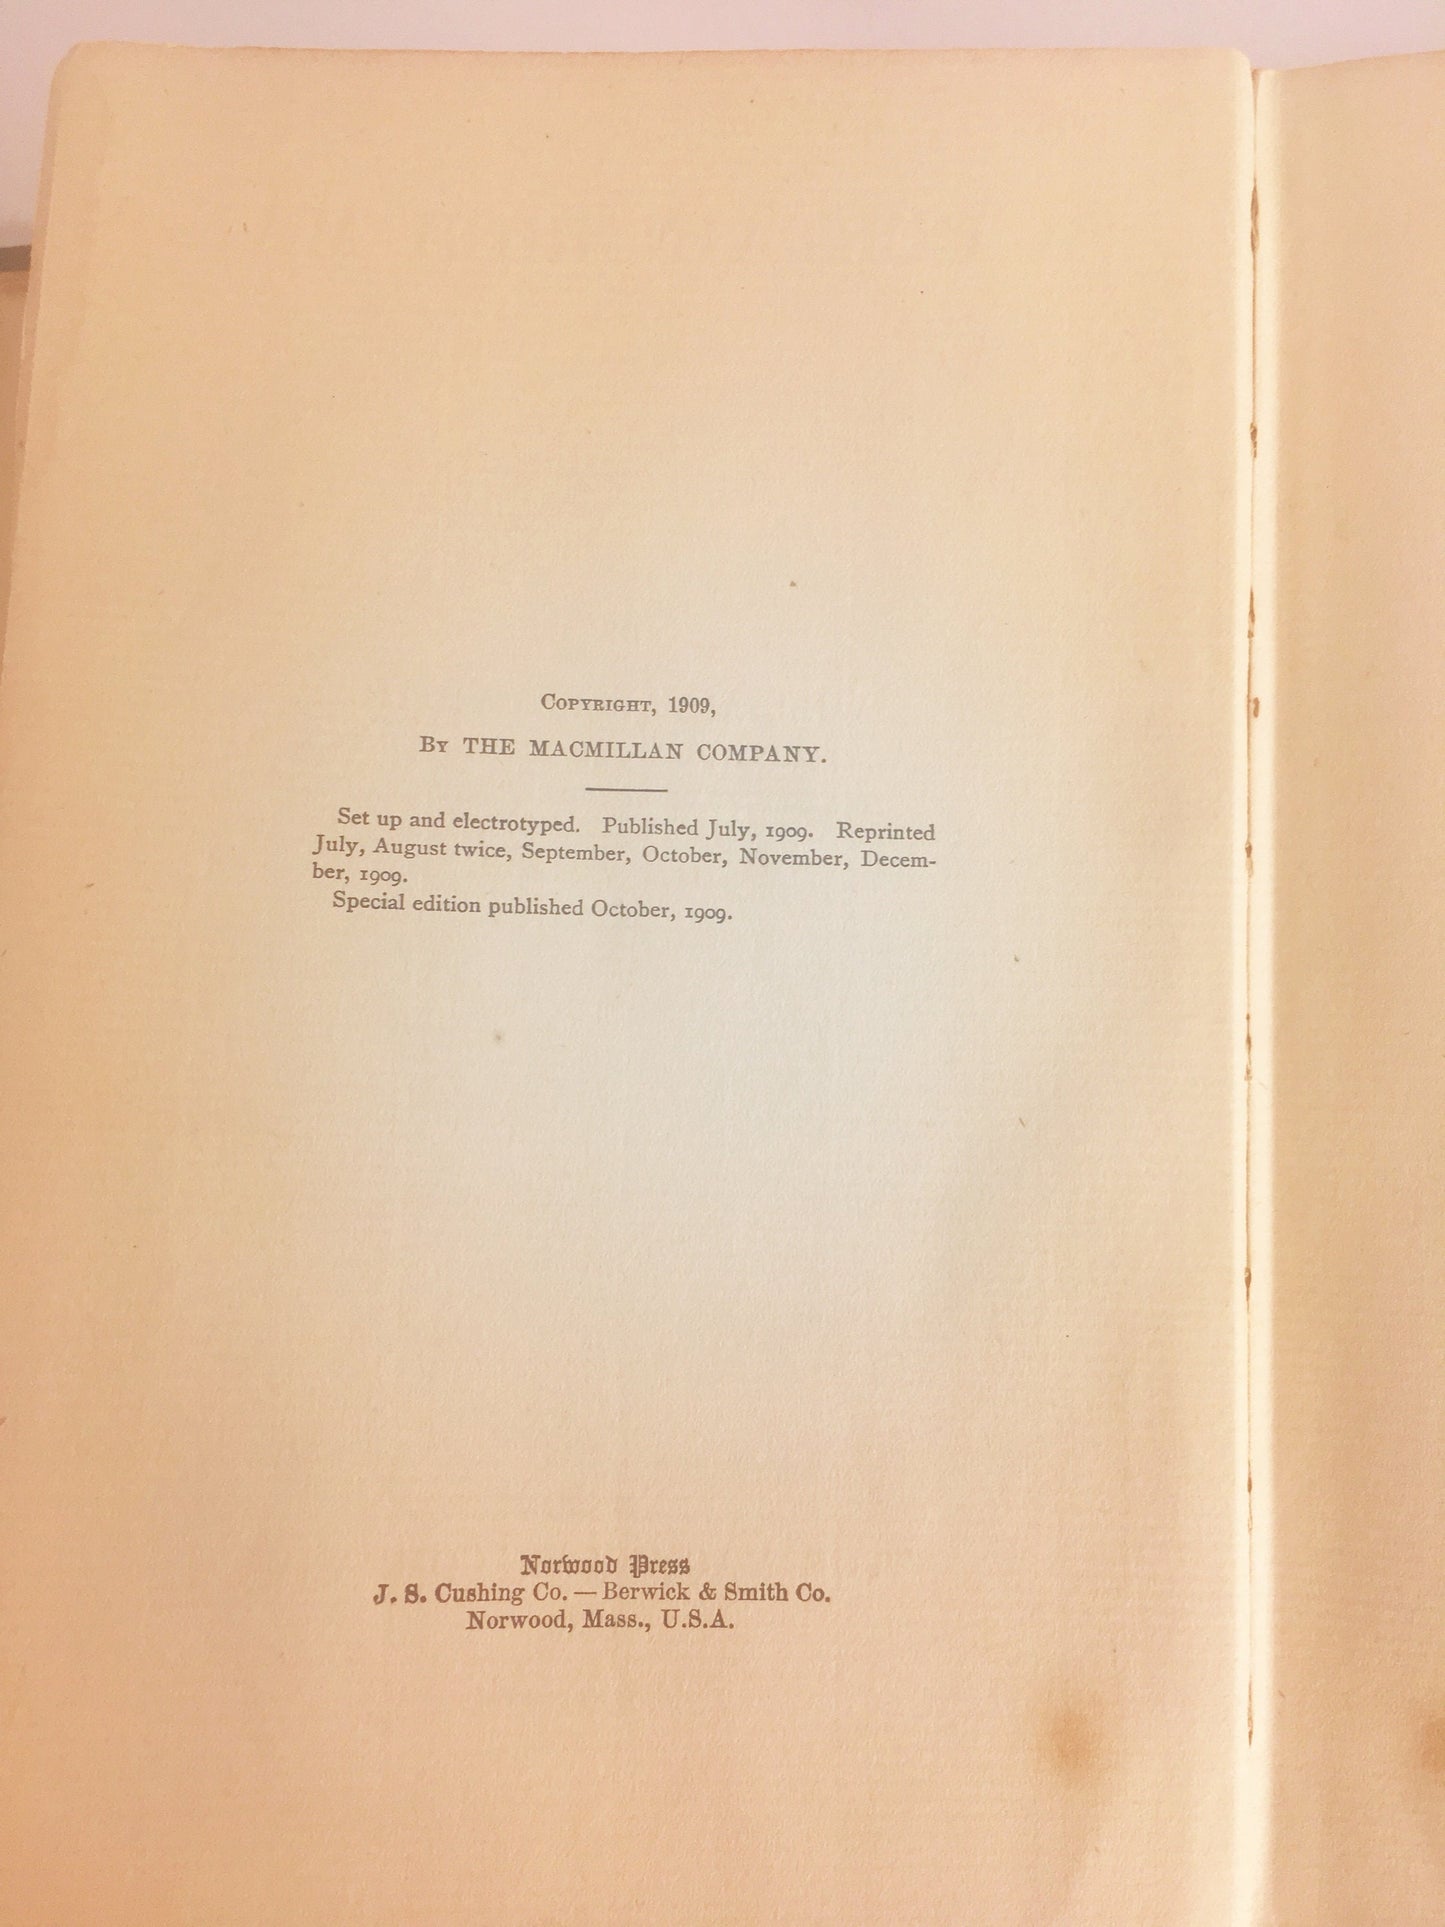 COPYRIGHT, 1909,
BY THE MACMILLAN COMPANY.
Set up and electrotyped. Published July, 1909. Reprinted
July, August twice, September, October, November, Decem-
ber, 1909.
Special edition published October, 1909.
Norwood Press
J. S. Cushing Co. — Berwick & Smith Co.
Norwood, Mass., U.S.A.